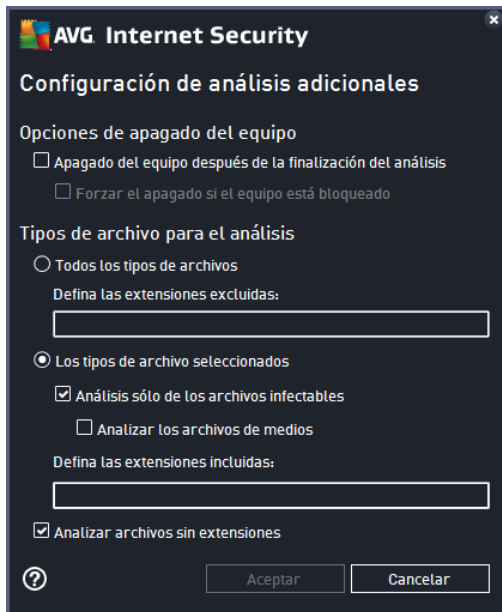 AVG Internet Security
Configuración de análisis adicionales
Opciones de apagado del equipo
Apagado del equipo después de la finalización del análisis
Forzar el apagado si el equipo está bloqueado
Tipos de archivo para el análisis
Todos los tipos de archivos
Defina las extensiones excluidas:
Los tipos de archivo seleccionados
Análisis sólo de los archivos infectables
Analizar los archivos de medios
Defina las extensiones incluidas:
Analizar archivos sin extensiones
Aceptar
Cancelar